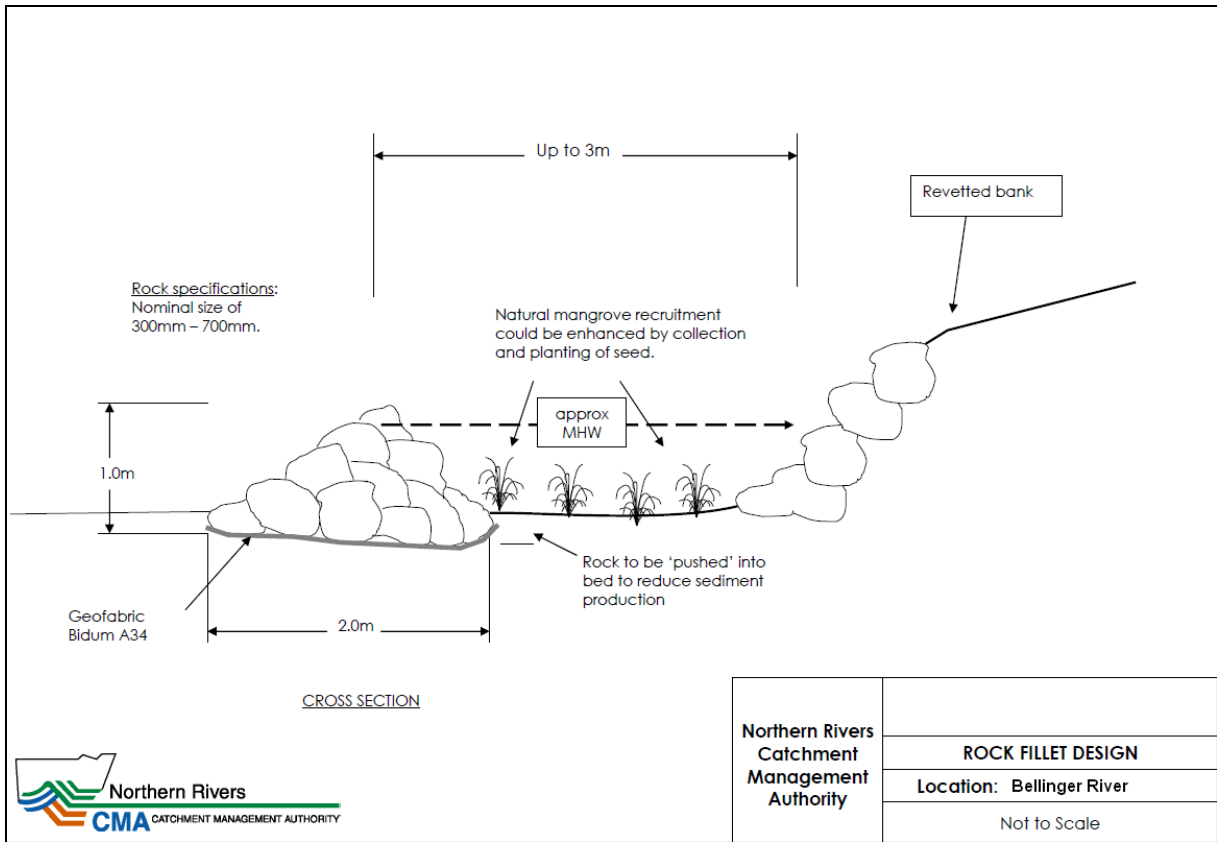 Up to 3m
Revetted bank
Rock specifications:
Nominal size of
300mm – 700mm.
Natural mangrove recruitment
could be enhanced by collection
and planting of seed.
approx
MHW
1.0m
Rock to be ‘pushed’ into
bed to reduce sediment
production
Geofabric
Bidum A34
2.0m
CROSS SECTION
Northern Rivers
CMA CATCHMENT MANAGEMENT AUTHORITY
Northern Rivers
Catchment
Management
Authority
ROCK FILLET DESIGN
Location: Bellinger River
Not to Scale